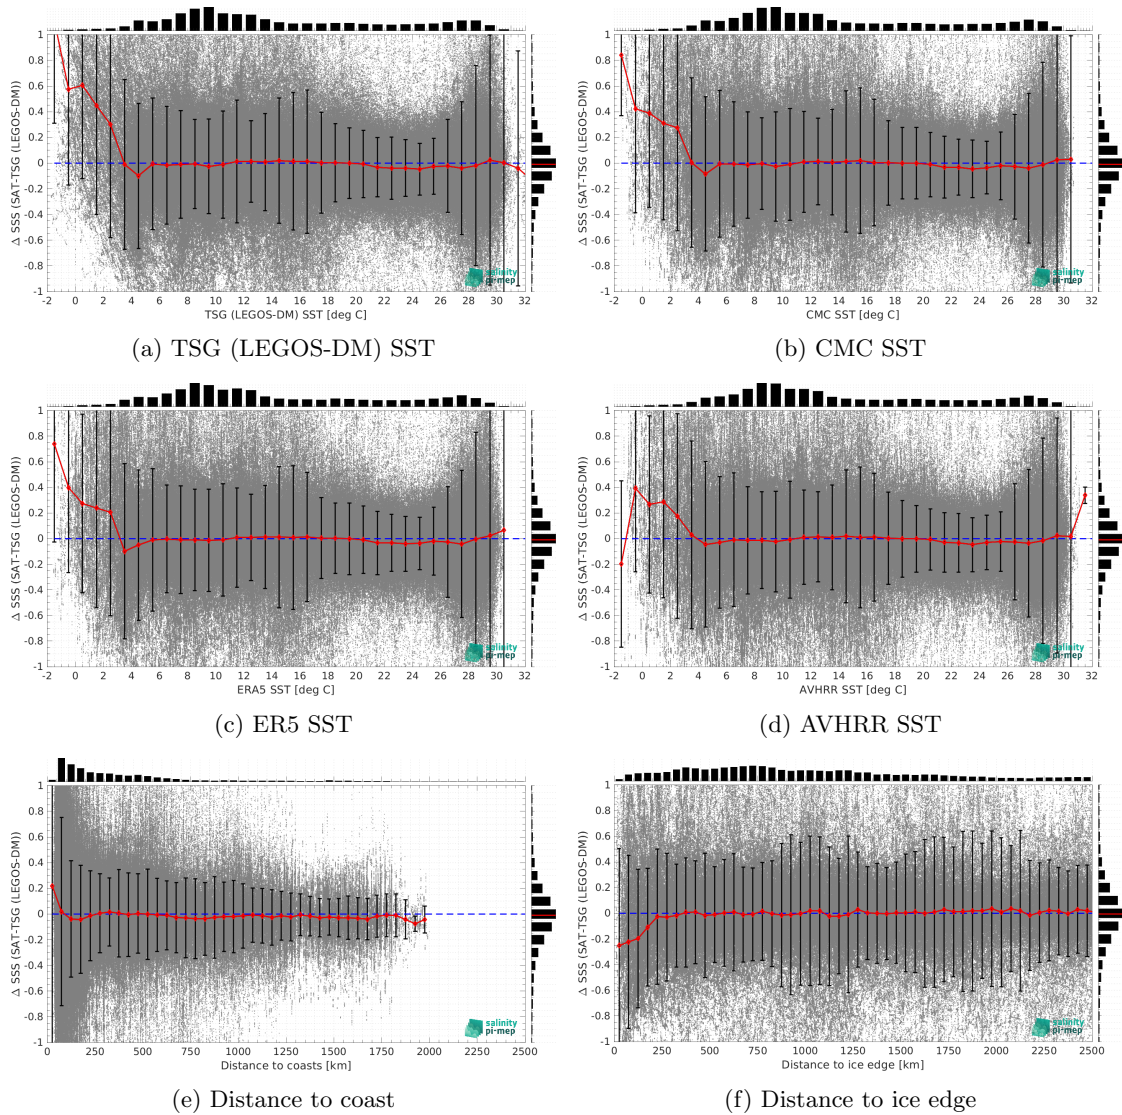 1
0.8
0.6
0.4
0.2
0
-0.2
-0.4
-0.6
-0.8
-1
Δ SSS (SAT-TSG (LEGOS-DM))
salinity
pi-mep
-2 0 2 4 6 8 10 12 14 16 18 20 22 24 26 28 30 32
TSG (LEGOS-DM) SST [deg C]
(a) TSG (LEGOS-DM) SST
1
0.8
0.6
0.4
0.2
0
-0.2
-0.4
-0.6
-0.8
-1
Δ SSS (SAT-TSG (LEGOS-DM))
salinity
pi-mep
-2 0 2 4 6 8 10 12 14 16 18 20 22 24 26 28 30 32
CMC SST [deg C]
(b) CMC SST
1
0.8
0.6
0.4
0.2
0
-0.2
-0.4
-0.6
-0.8
-1
Δ SSS (SAT-TSG (LEGOS-DM))
salinity
pi-mep
-2 0 2 4 6 8 10 12 14 16 18 20 22 24 26 28 30 32
ERA5 SST [deg C]
(c) ER5 SST
1
0.8
0.6
0.4
0.2
0
-0.2
-0.4
-0.6
-0.8
-1
Δ SSS (SAT-TSG (LEGOS-DM))
salinity
pi-mep
-2 0 2 4 6 8 10 12 14 16 18 20 22 24 26 28 30 32
AVHRR SST [deg C]
(d) AVHRR SST
1
0.8
0.6
0.4
0.2
0
-0.2
-0.4
-0.6
-0.8
-1
Δ SSS (SAT-TSG (LEGOS-DM))
salinity
pi-mep
0 250 500 750 1000 1250 1500 1750 2000 2250 2500
Distance to coasts [km]
(e) Distance to coast
1
0.8
0.6
0.4
0.2
0
-0.2
-0.4
-0.6
-0.8
-1
Δ SSS (SAT-TSG (LEGOS-DM))
salinity
pi-mep
0 250 500 750 1000 1250 1500 1750 2000 2250 2500
Distance to ice edge [km]
(f) Distance to ice edge